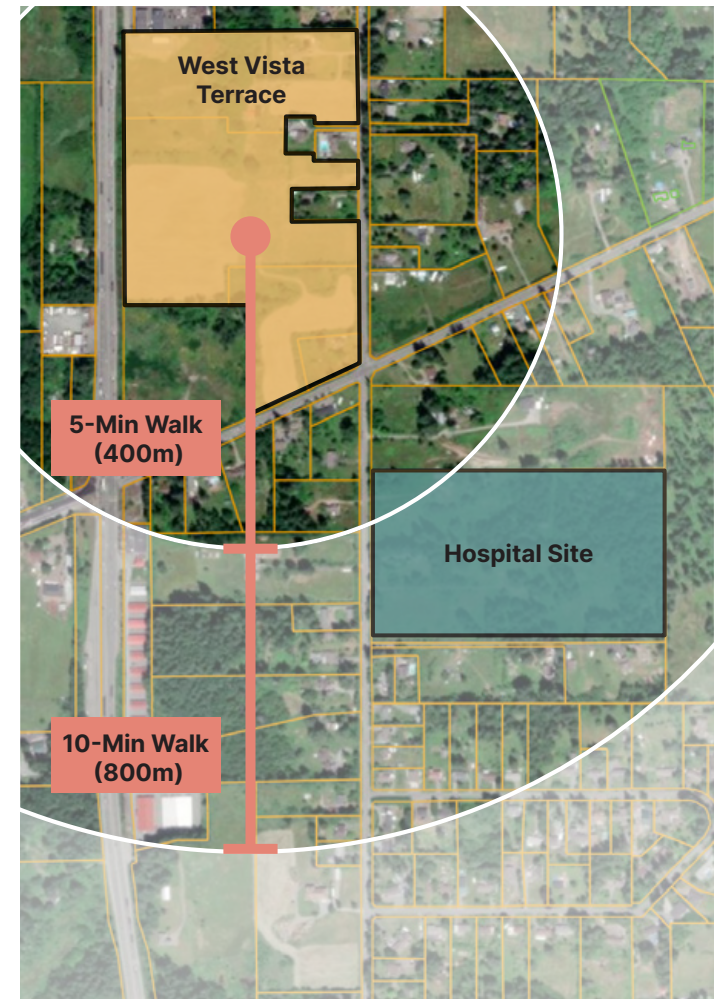 West Vista
Terrace
5-Min Walk
(400m)
Hospital Site
10-Min Walk
(800m)